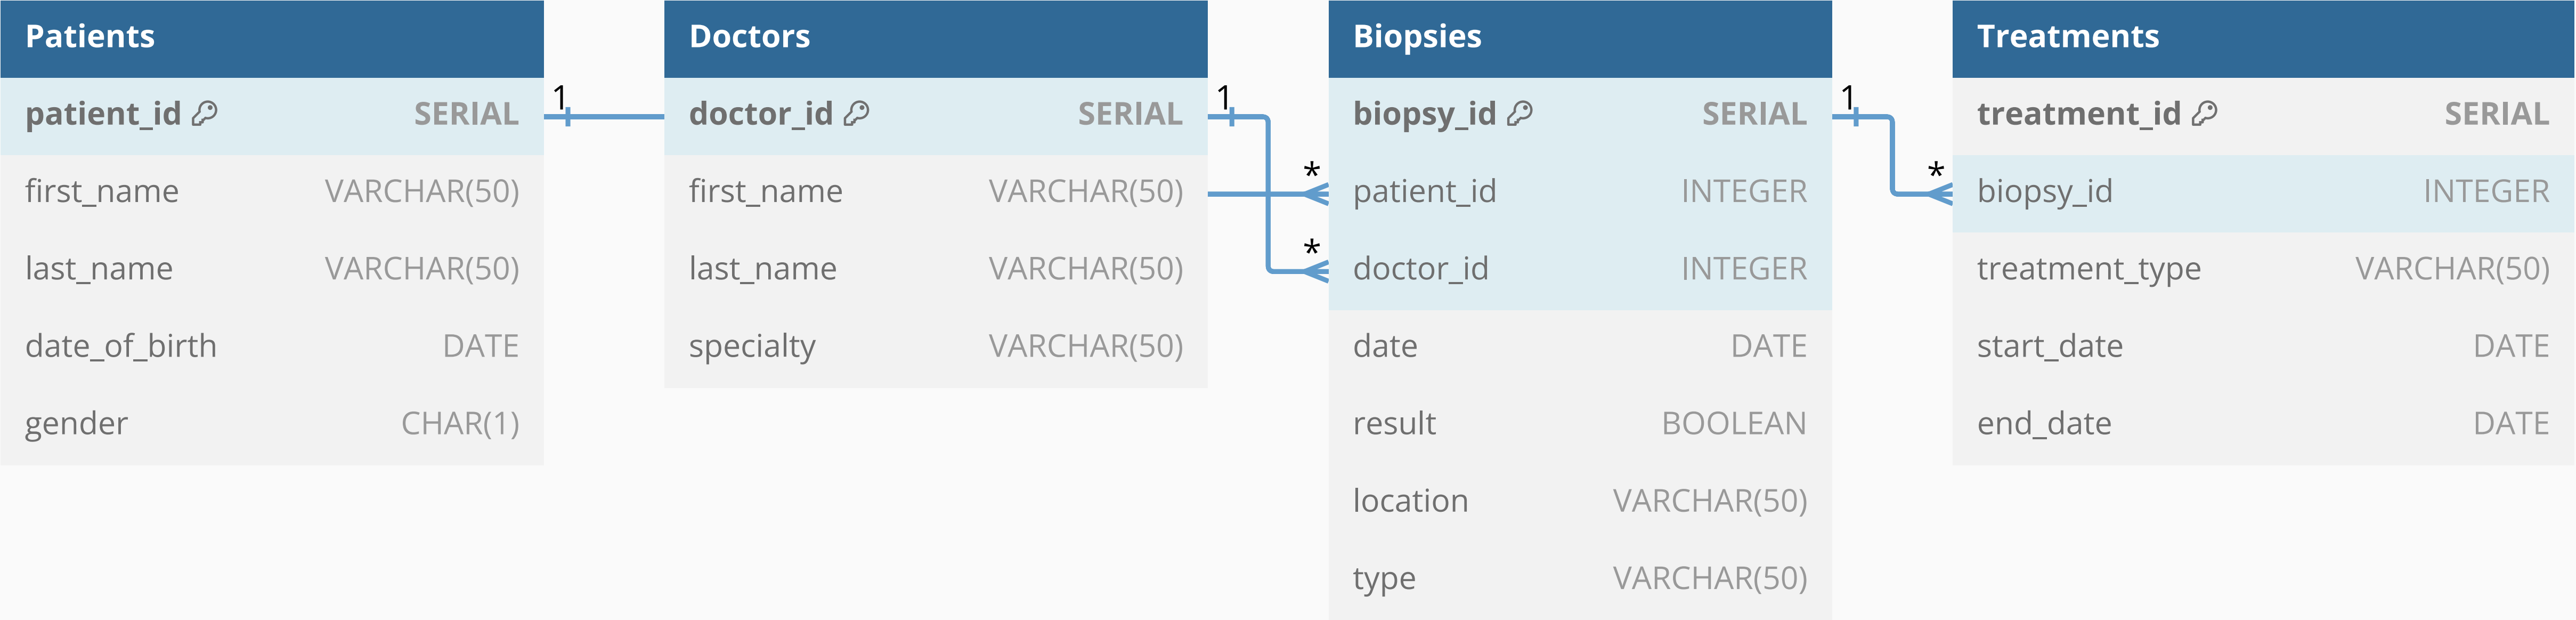 Patients
patient_id SERIAL
first_name VARCHAR(50)
last_name VARCHAR(50)
date_of_birth DATE
gender CHAR(1)
1
Doctors
doctor_id SERIAL
first_name VARCHAR(50)
last_name VARCHAR(50)
specialty VARCHAR(50)
1
*
*
Biopsies
biopsy_id SERIAL
patient_id INTEGER
doctor_id INTEGER
date DATE
result BOOLEAN
location VARCHAR(50)
type VARCHAR(50)
1
*
Treatments
treatment_id SERIAL
biopsy_id INTEGER
treatment_type VARCHAR(50)
start_date DATE
end_date DATE